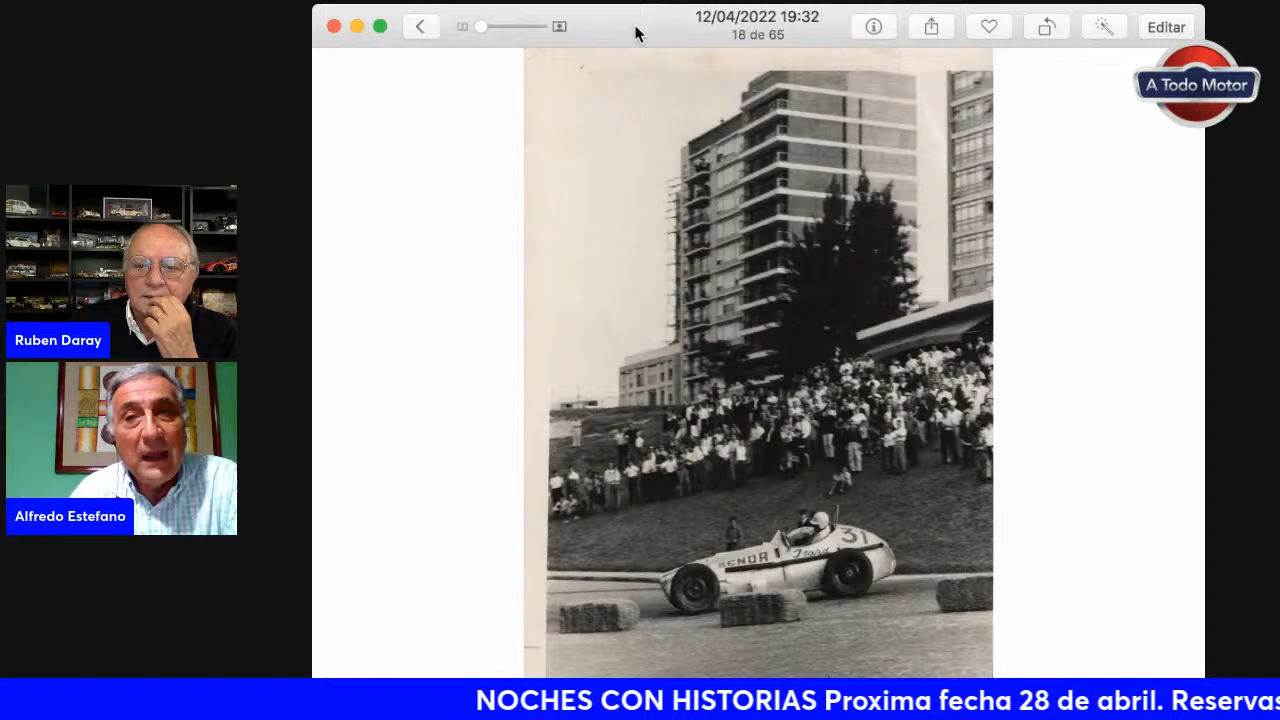 12/04/2022 19:32
18 de 65
Editar
A Todo Motor
Ruben Daray
Alfredo Estefano
31
NOCHES CON HISTORIAS Proxima fecha 28 de abril. Reservas